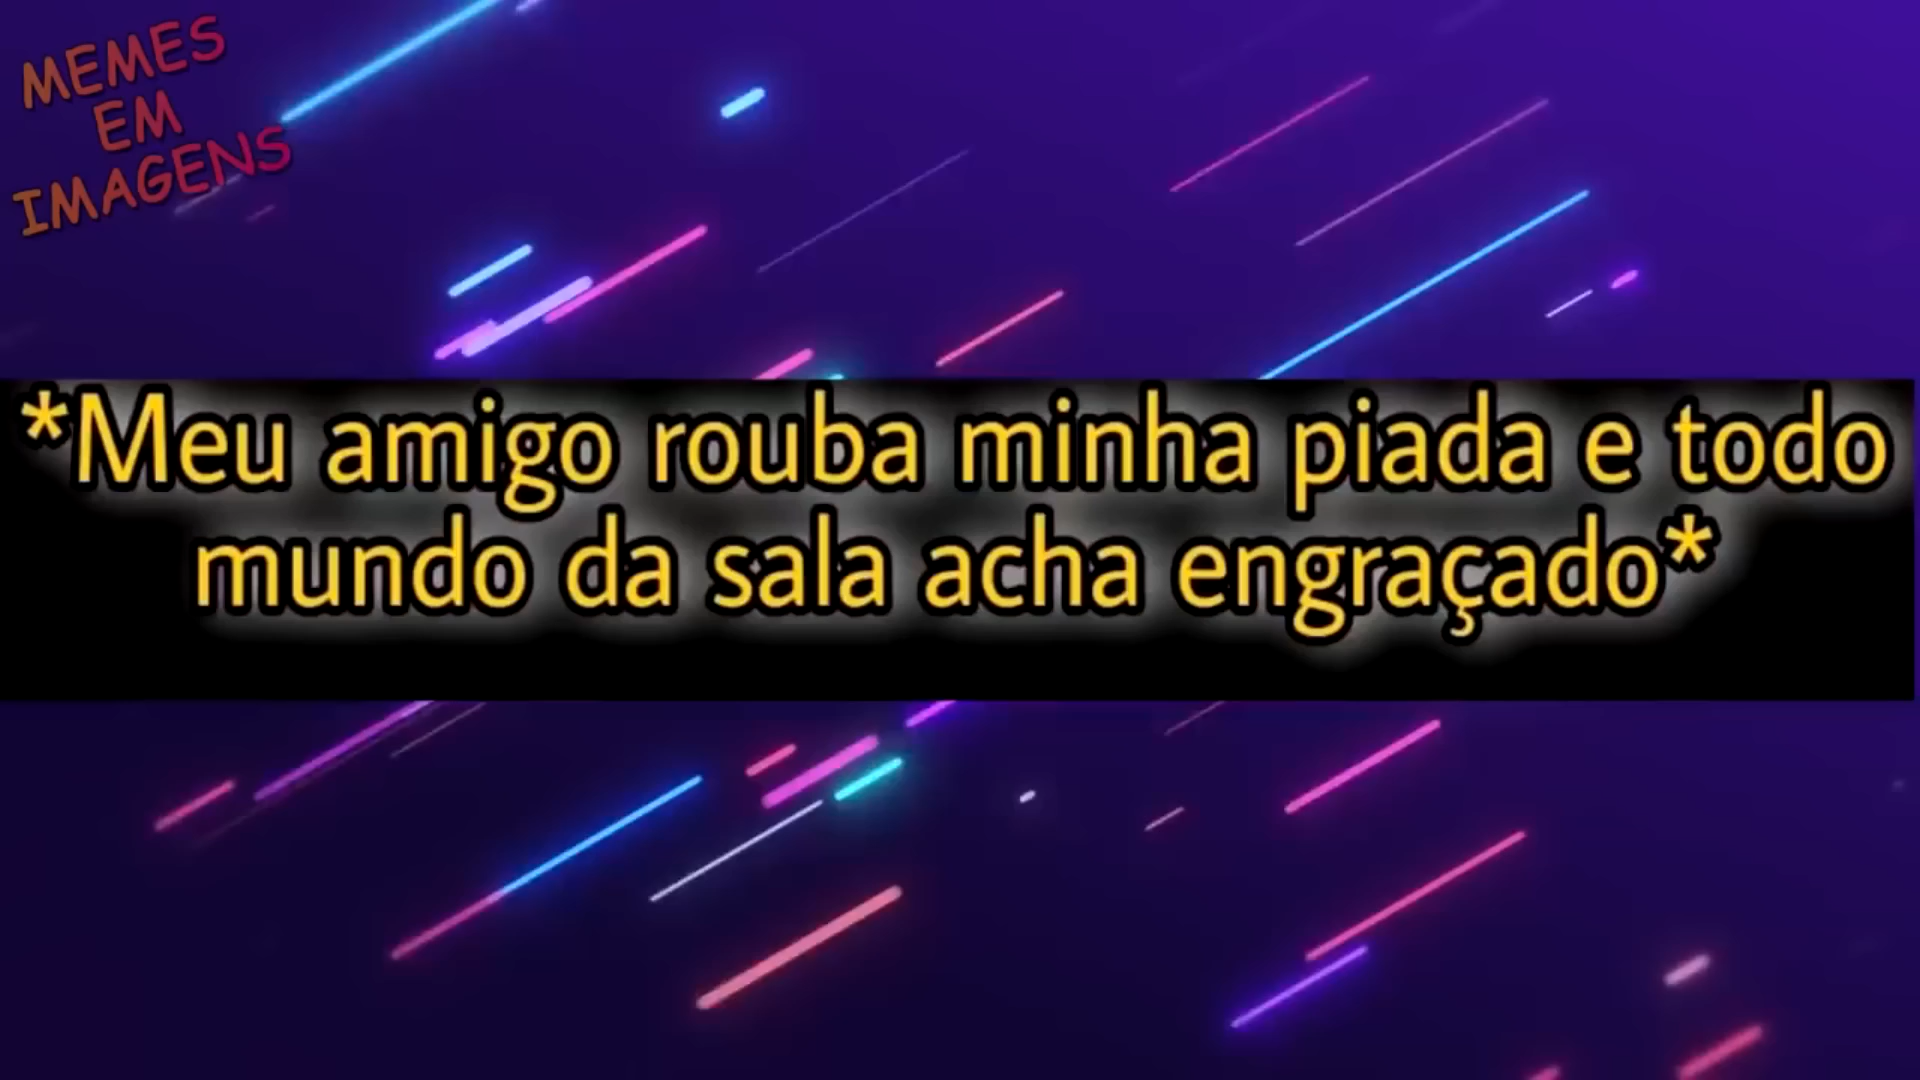 MEMES
EM
IMAGENS
*Meu amigo rouba minha piada e todo
mundo da sala acha engraçado*